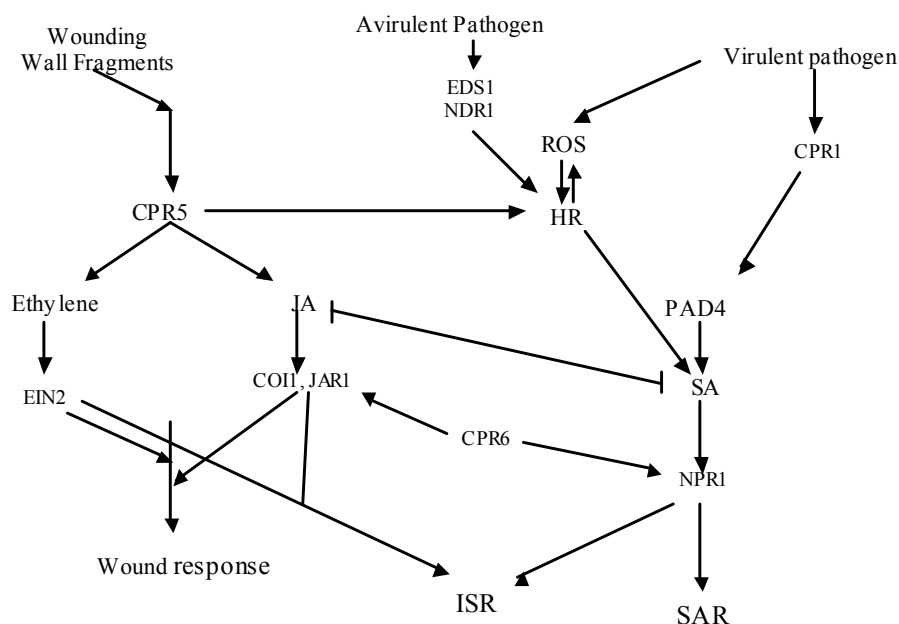 Wounding
Wall Fragments
Avirulent Pathogen
Virulent pathogen
EDS1
NDR1
ROS
CPR1
CPR5
HR
Ethylene
JA
PAD4
COI1, JAR1
SA
EIN2
CPR6
NPR1
Wound response
ISR
SAR